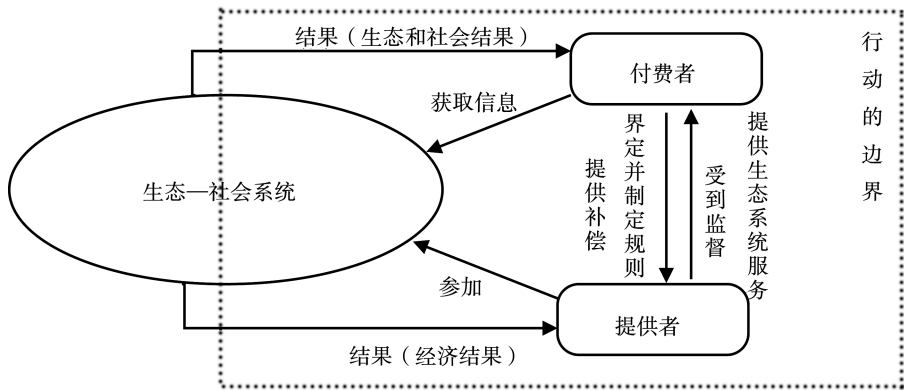 结果（生态和社会结果）
付费者
行动的边界
获取信息
提供补偿
界定并制定规则
受到监督
提供生态系统服务
生态—社会系统
参加
提供者
结果（经济结果）